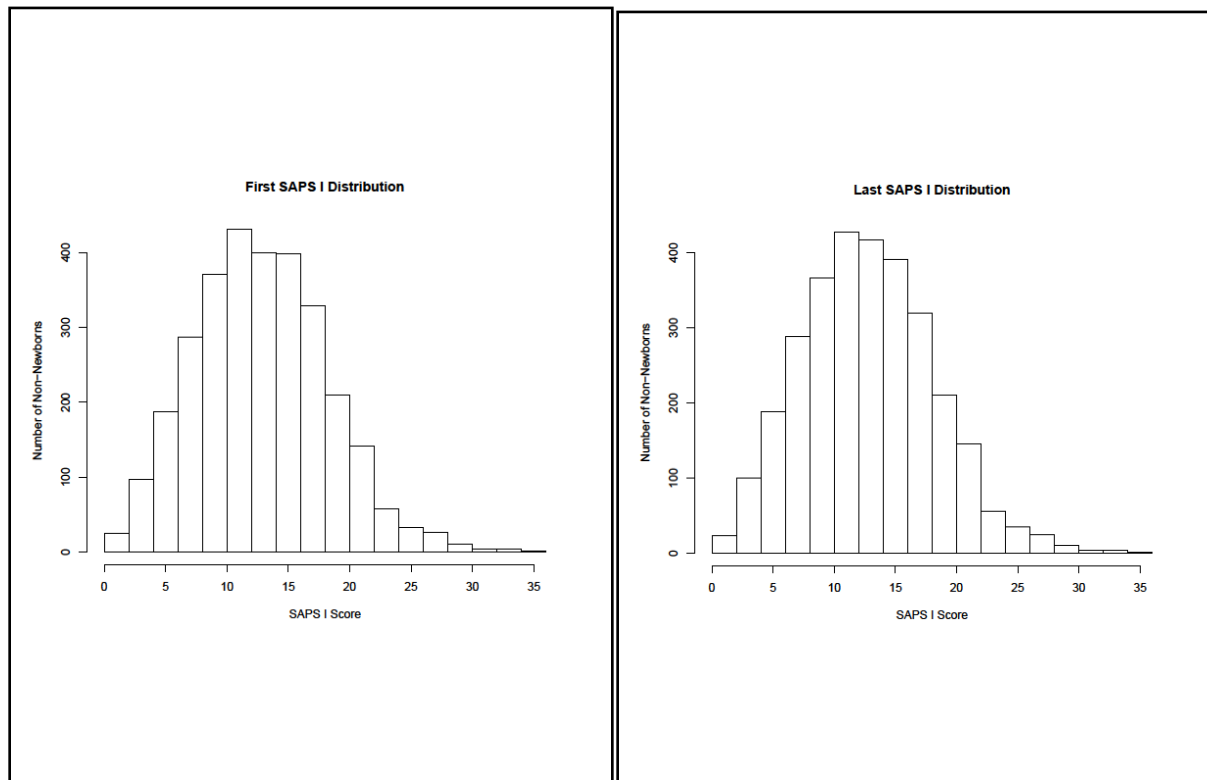 First SAPS I Distribution
Number of Non-Newborns
400
300
200
100
0
0 5 10 15 20 25 30 35
SAPS I Score
Last SAPS I Distribution
Number of Non-Newborns
400
300
200
100
0
0 5 10 15 20 25 30 35
SAPS I Score